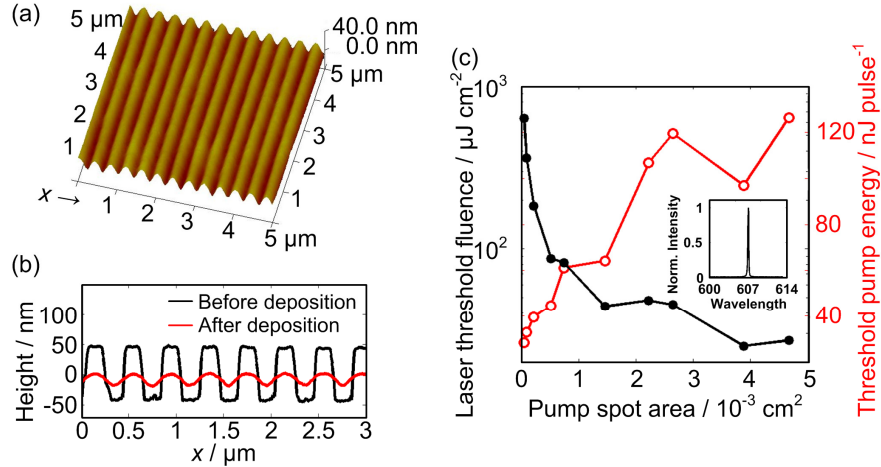 (a)
5 µm
4
3
2
1
x →
1
2
3
4
5 µm
1
2
3
4
5 µm
40.0 nm
0.0 nm
(b)
Height / nm
100
50
0
-50
Before deposition
After deposition
0
0.5
1
1.5
2
2.5
3
x / µm
(c)
Laser threshold fluence / µJ cm⁻²
10³
10²
0
1
2
3
4
5
Pump spot area / 10⁻³ cm²
Threshold pump energy / nJ pulse⁻¹
120
80
40
Norm. Intensity
1
0.5
0
600
607
614
Wavelength